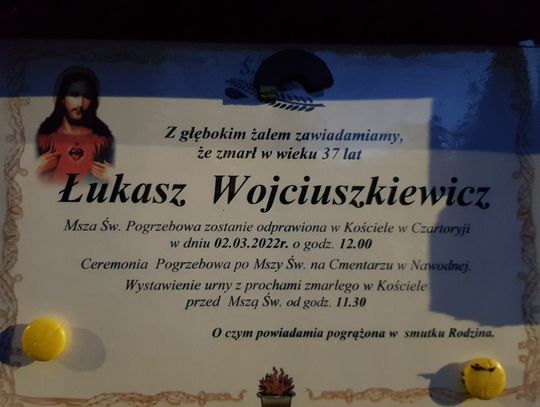 Z głębokim żalem zawiadamiamy,
że zmarł w wieku 37 lat
Łukasz Wojciuszkiewicz
Msza Św. Pogrzebowa zostanie odprawiona w Kościele w Czartoryji
w dniu 02.03.2022r. o godz. 12.00
Ceremonia Pogrzebowa po Mszy Św. na Cmentarzu w Nawodnej.
Wystawienie urny z prochami zmarłego w Kościele
przed Mszą Św. od godz. 11.30
O czym powiadamia pogrążona w smutku Rodzina.